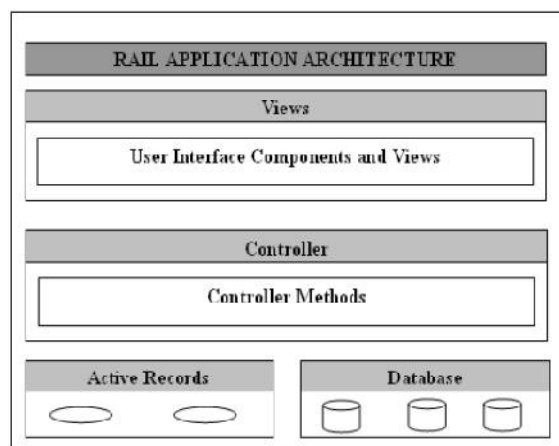 RAIL APPLICATION ARCHITECTURE
Views
User Interface Components and Views
Controller
Controller Methods
Active Records
Database